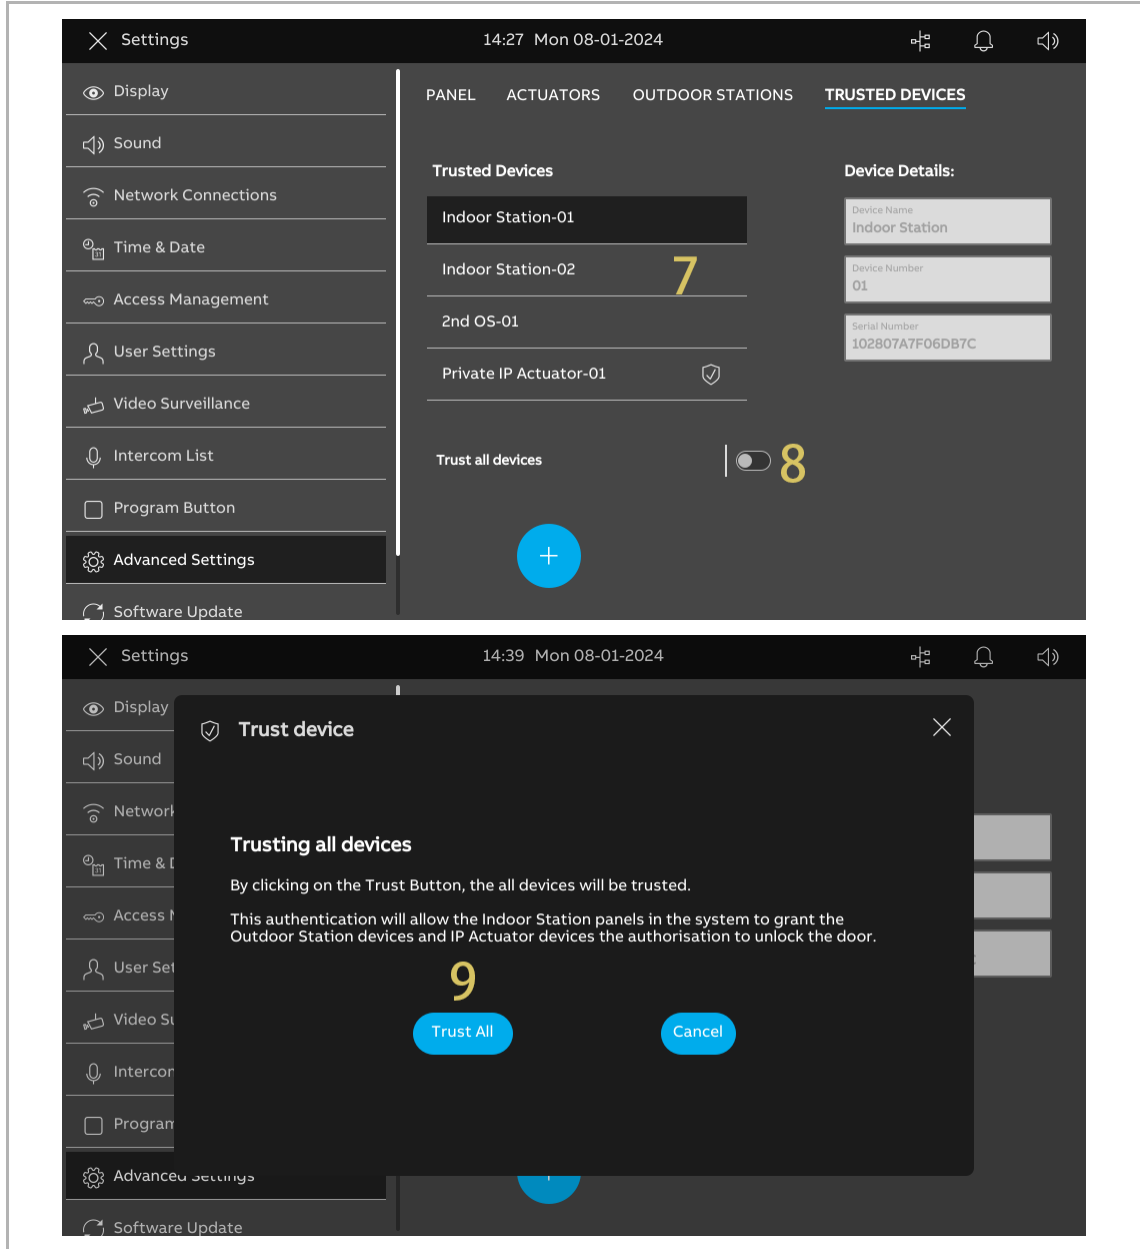 Settings
14:27 Mon 08-01-2024
Display
Sound
Network Connections
Time & Date
Access Management
User Settings
Video Surveillance
Intercom List
Program Button
Advanced Settings
Software Update
PANEL ACTUATORS OUTDOOR STATIONS TRUSTED DEVICES
Trusted Devices
Indoor Station-01
Indoor Station-02
7
2nd OS-01
Private IP Actuator-01
Trust all devices
8
+
Device Details:
Device Name
Indoor Station
Device Number
01
Serial Number
102807A7F06DB7C
Settings
14:39 Mon 08-01-2024
Display
Sound
Network
Time & D
Access M
User Set
Video Su
Intercon
Program
Advanced Settings
Software Update
Trust device
Trusting all devices
By clicking on the Trust Button, the all devices will be trusted.
This authentication will allow the Indoor Station panels in the system to grant the
Outdoor Station devices and IP Actuator devices the authorisation to unlock the door.
9
Trust All
Cancel